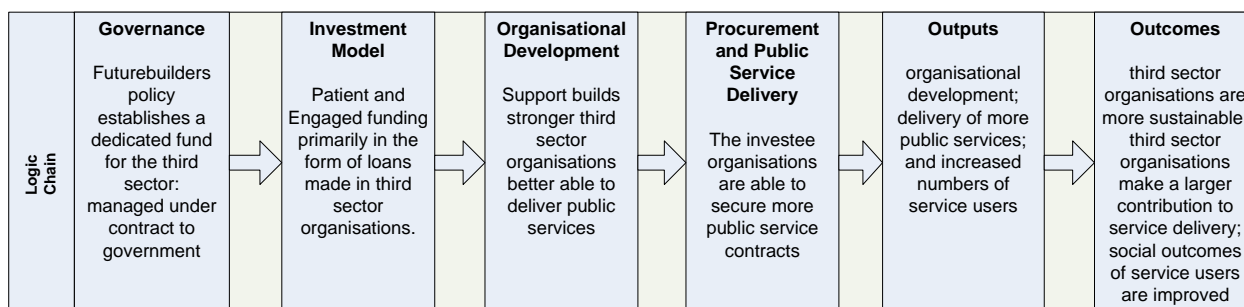 Logic
Chain
Governance
Futurebuilders
policy
establishes a
dedicated fund
for the third
sector:
managed under
contract to
government
Investment
Model
Patient and
Engaged funding
primarily in the
form of loans
made in third
sector
organisations.
Organisational
Development
Support builds
stronger third
sector
organisations
better able to
deliver public
services
Procurement
and Public
Service
Delivery
The investee
organisations
are able to
secure more
public service
contracts
Outputs
organisational
development;
delivery of more
public services;
and increased
numbers of
service users
Outcomes
third sector
organisations are
more sustainable;
third sector
organisations
make a larger
contribution to
service delivery;
social outcomes
of service users
are improved